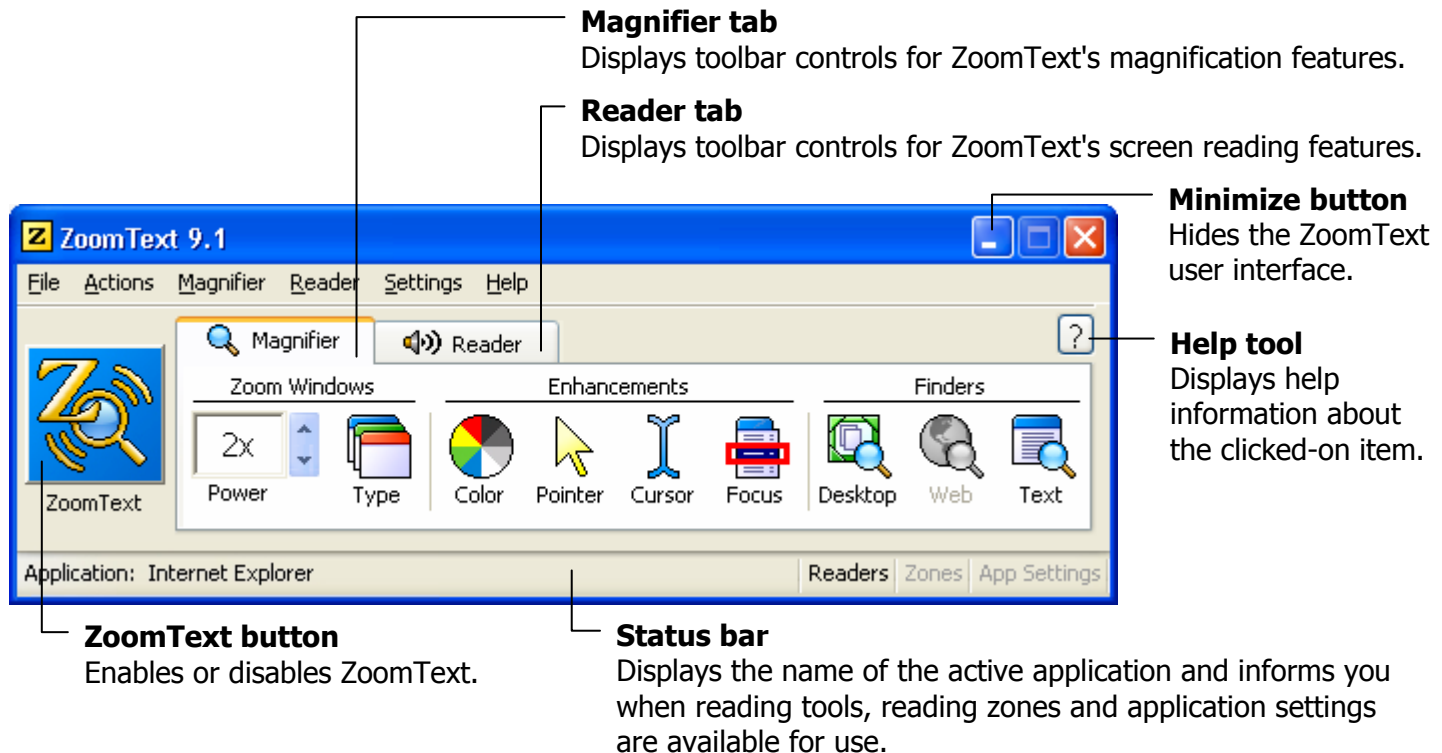 Magnifier tab
Displays toolbar controls for ZoomText's magnification features.
Reader tab
Displays toolbar controls for ZoomText's screen reading features.
Minimize button
Hides the ZoomText
user interface.
Z ZoomText 9.1
File Actions Magnifier Reader Settings Help
Magnifier Reader ?
Help tool
Displays help
information about
the clicked-on item.
Zoom Windows Enhancements Finders
2x
Power Type Color Pointer Cursor Focus Desktop Web Text
Z
ZoomText
Application: Internet Explorer Readers Zones App Settings
ZoomText button
Enables or disables ZoomText.
Status bar
Displays the name of the active application and informs you
when reading tools, reading zones and application settings
are available for use.